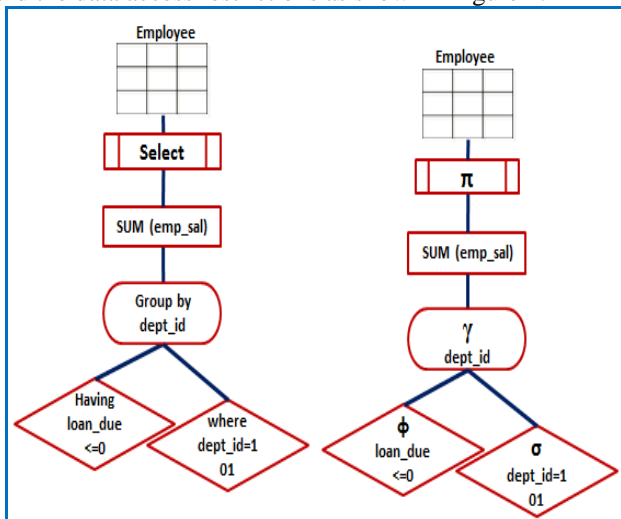 Employee
Select
SUM (emp_sal)
Group by
dept_id
Having
loan_due
<=0
where
dept_id=1
01
Employee
π
SUM (emp_sal)
γ
dept_id
ϕ
loan_due
<=0
σ
dept_id=1
01